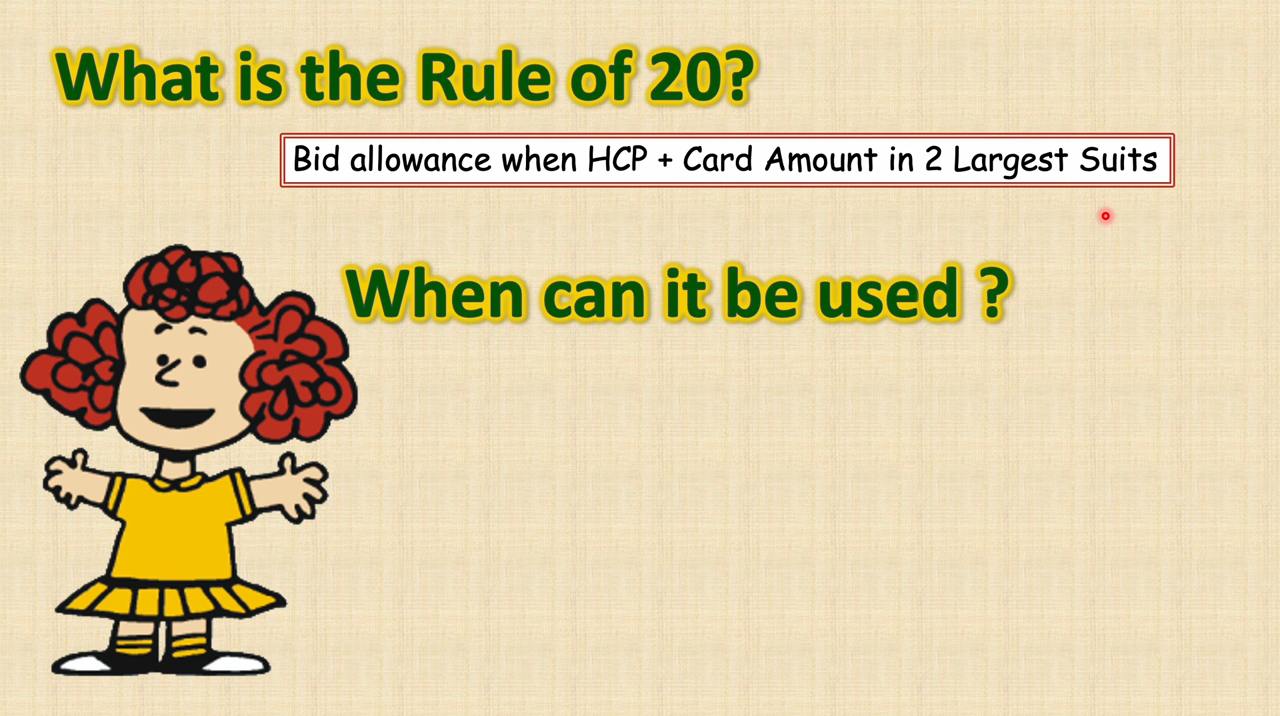 What is the Rule of 20?
Bid allowance when HCP + Card Amount in 2 Largest Suits
When can it be used ?